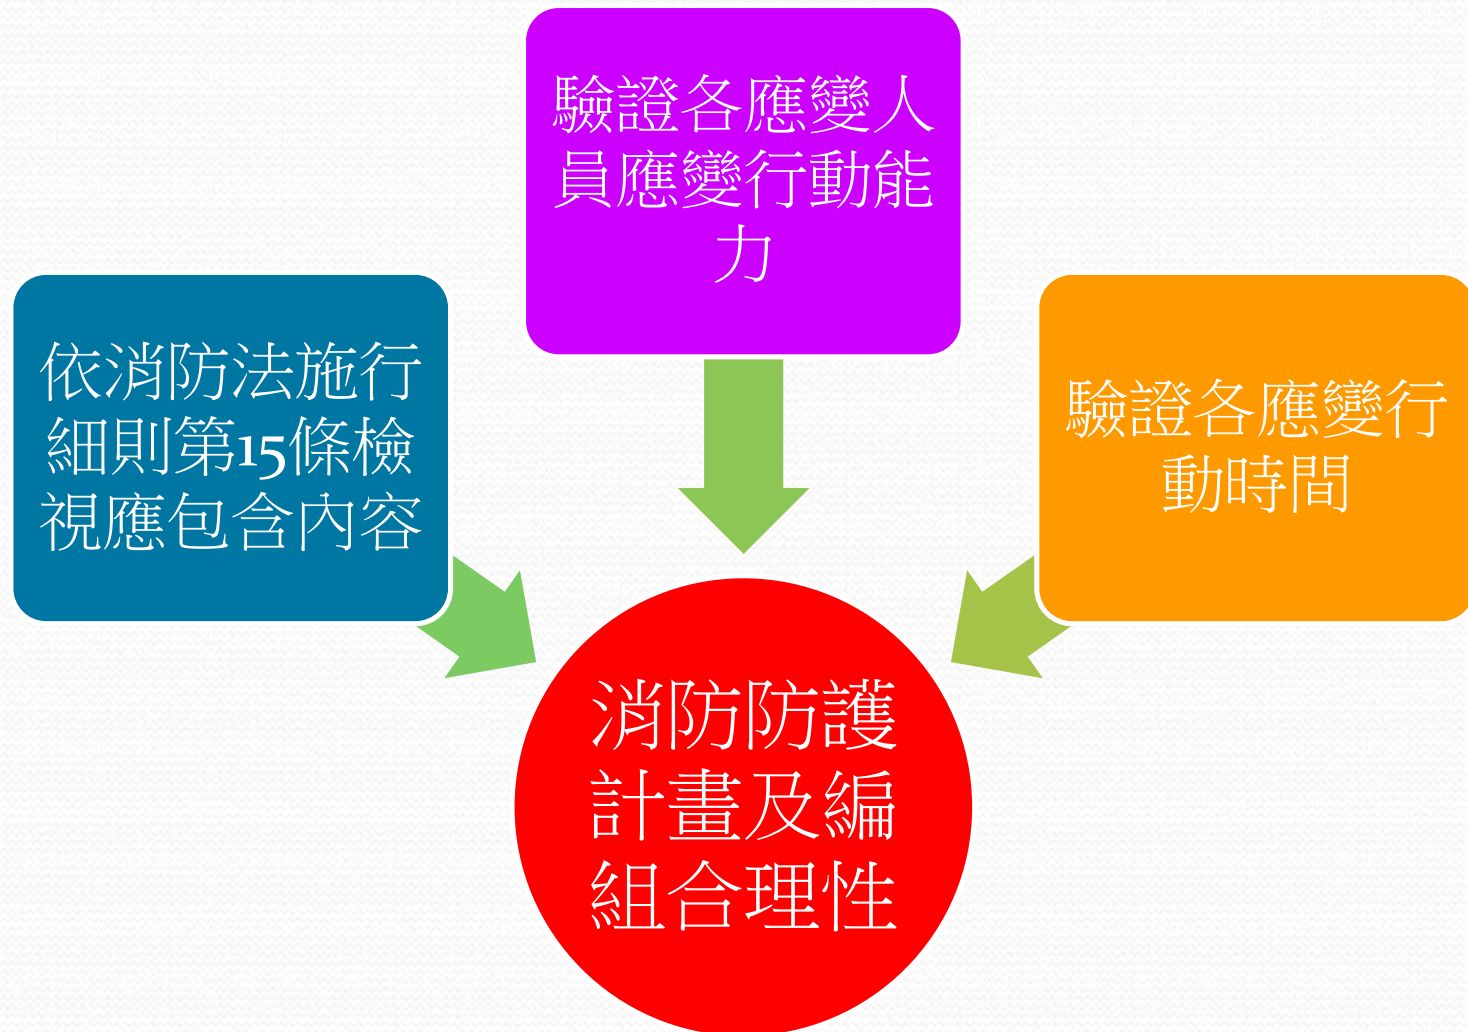 驗證各應變人
員應變行動能
力
依消防法施行
細則第15條檢
視應包含內容
驗證各應變行
動時間
消防防護
計畫及編
組合理性